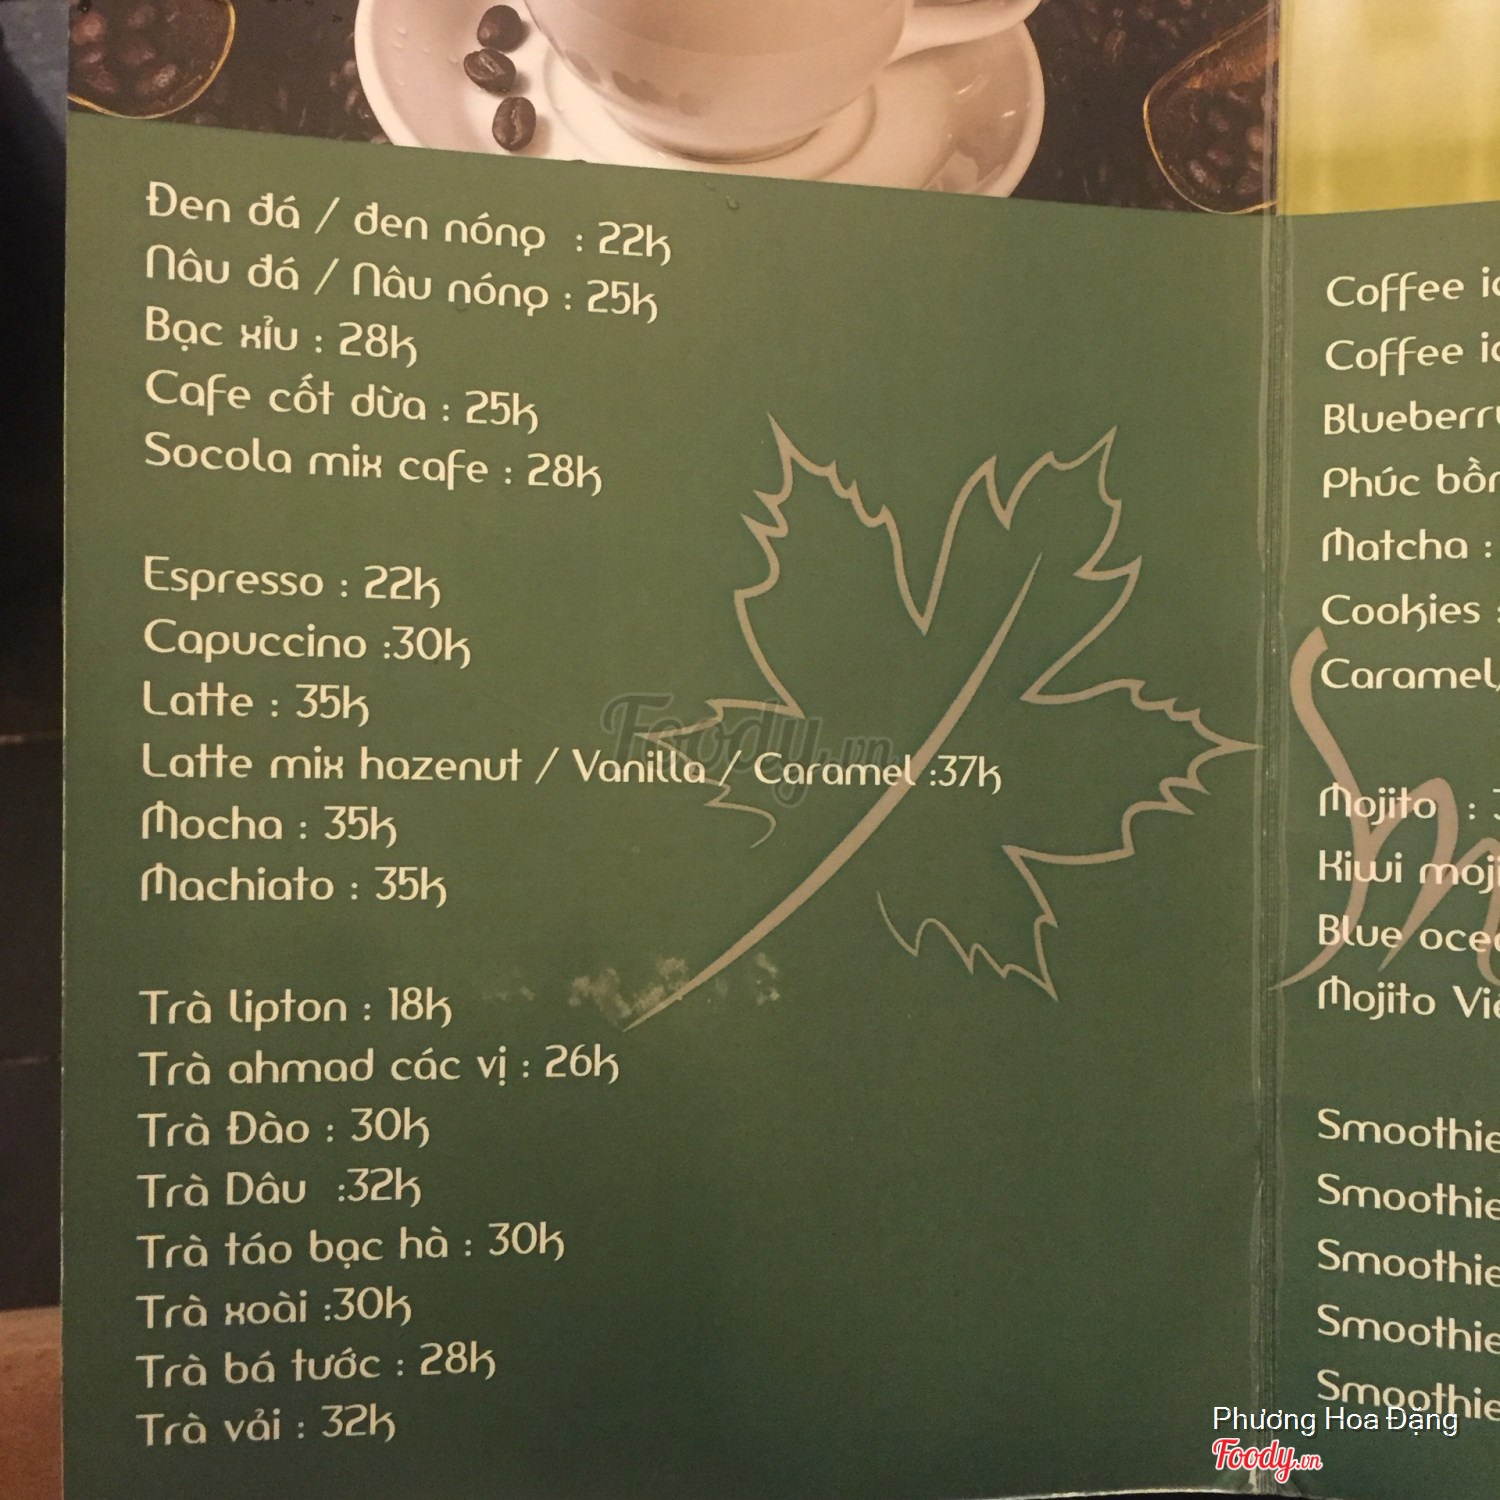 Đen đá / đen nóng : 22k
Nâu đá / Nâu nóng : 25k
Bạc xỉu : 28k
Cafe cốt dừa : 25k
Socola mix cafe : 28k
Espresso : 22k
Capuccino :30k
Latte : 35k
Latte mix hazenut / Vanilla / Caramel :37k
Mocha : 35k
Machiato : 35k
Trà lipton : 18k
Trà ahmad các vị : 26k
Trà Đào : 30k
Trà Dâu :32k
Trà táo bạc hà : 30k
Trà xoài :30k
Trà bá tước : 28k
Trà vải : 32k
Coffee
Coffee
Phúc
Matcha :
Cookies :
Caramel
Mojito :
Kiwi
Blue
Mojito
Smoothie
Smoothie
Smoothie
Smoothie
Smoothie
Foody.vn
Phương Hoa Đặng
Foody.vn